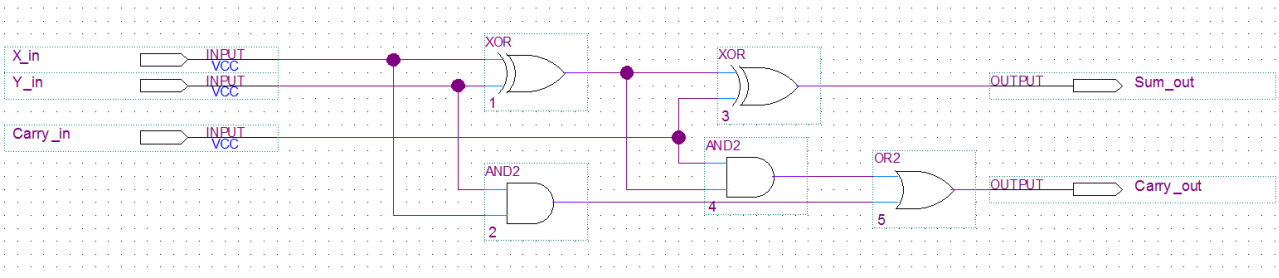 XOR
XOR
X_in
INPUT
VCC
Y_in
INPUT
VCC
OUTPUT
Sum_out
1
3
Carry_in
INPUT
VCC
AND2
OR2
AND2
OUTPUT
Carry_out
4
5
2